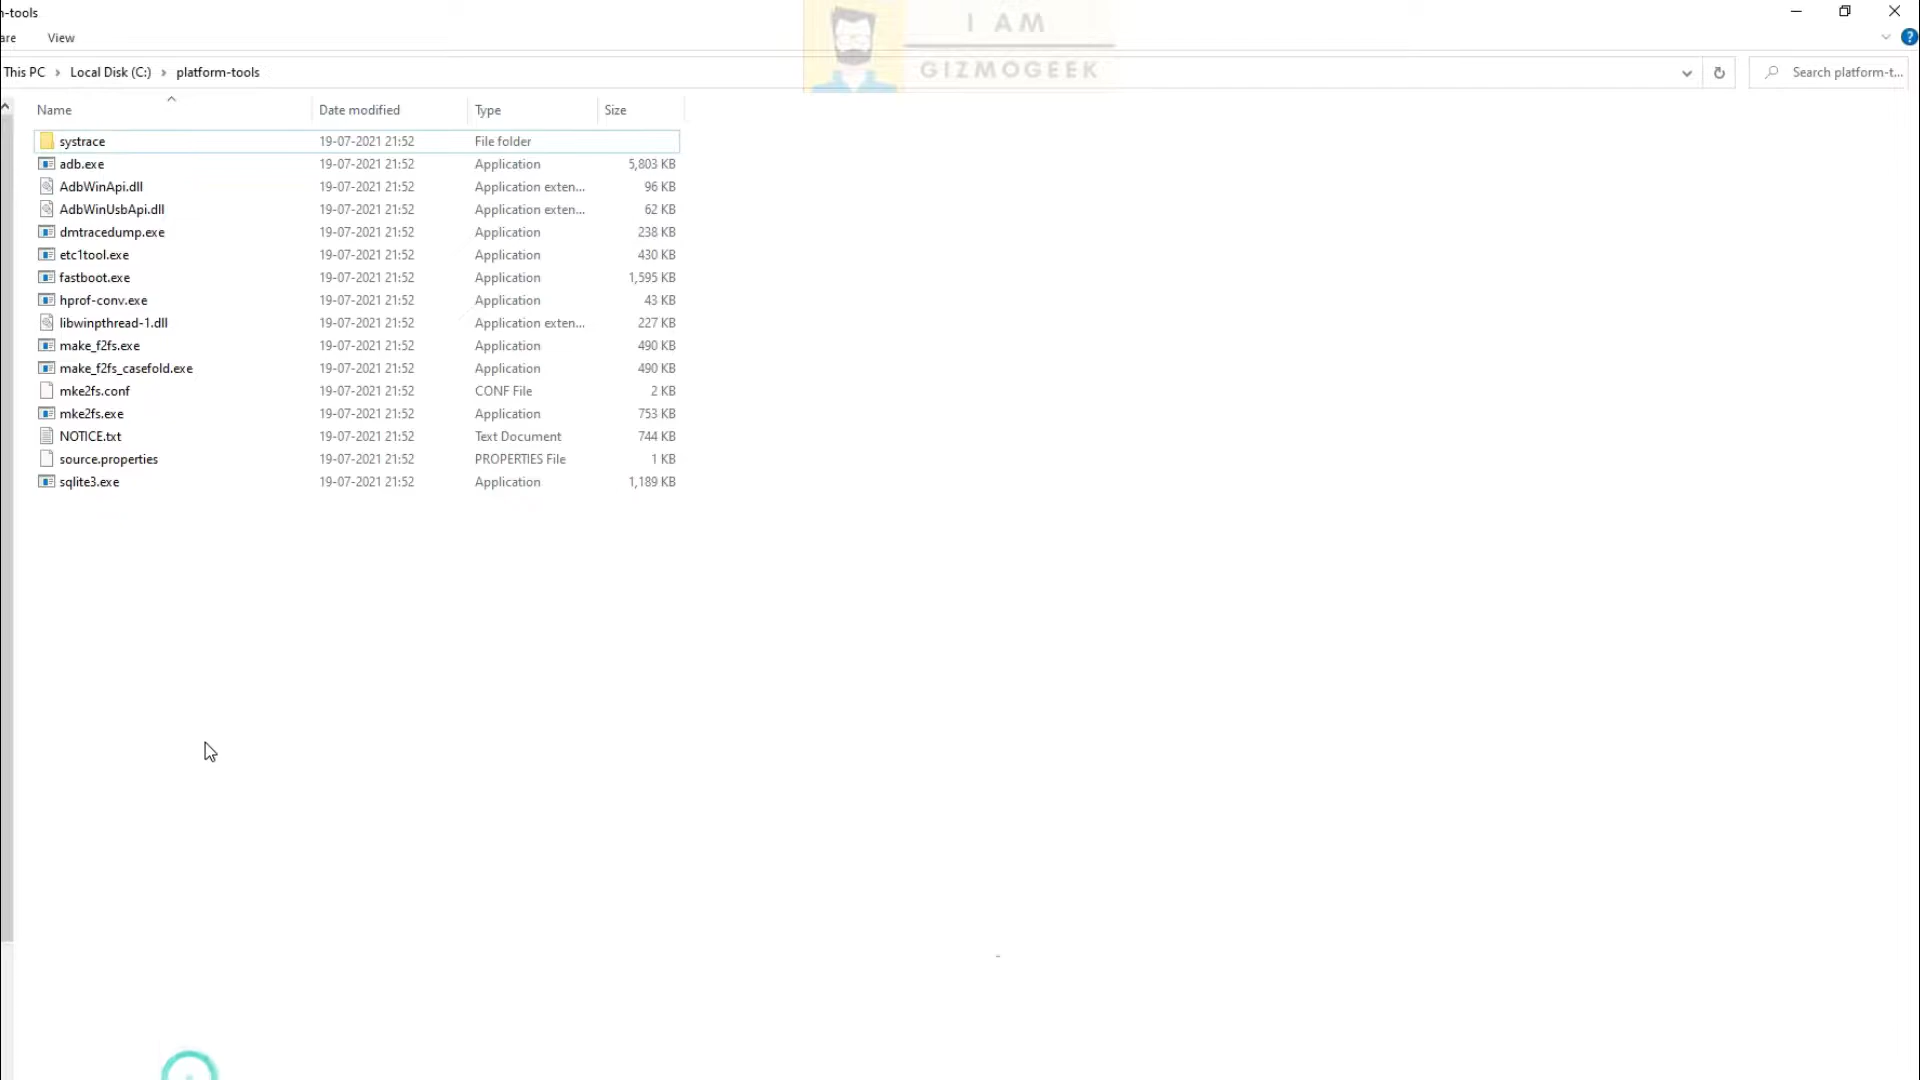 n-tools
are View
This PC › Local Disk (C:) › platform-tools Search platform-t...
I AM
GIZMOGEEK
Name Date modified Type Size
systrace 19-07-2021 21:52 File folder
adb.exe 19-07-2021 21:52 Application 5,803 KB
AdbWinApi.dll 19-07-2021 21:52 Application exten... 96 KB
AdbWinUsbApi.dll 19-07-2021 21:52 Application exten... 62 KB
dmtracedump.exe 19-07-2021 21:52 Application 238 KB
etc1tool.exe 19-07-2021 21:52 Application 430 KB
fastboot.exe 19-07-2021 21:52 Application 1,595 KB
hprof-conv.exe 19-07-2021 21:52 Application 43 KB
libwinpthread-1.dll 19-07-2021 21:52 Application exten... 227 KB
make_f2fs.exe 19-07-2021 21:52 Application 490 KB
make_f2fs_casefold.exe 19-07-2021 21:52 Application 490 KB
mke2fs.conf 19-07-2021 21:52 CONF File 2 KB
mke2fs.exe 19-07-2021 21:52 Application 753 KB
NOTICE.txt 19-07-2021 21:52 Text Document 744 KB
source.properties 19-07-2021 21:52 PROPERTIES File 1 KB
sqlite3.exe 19-07-2021 21:52 Application 1,189 KB